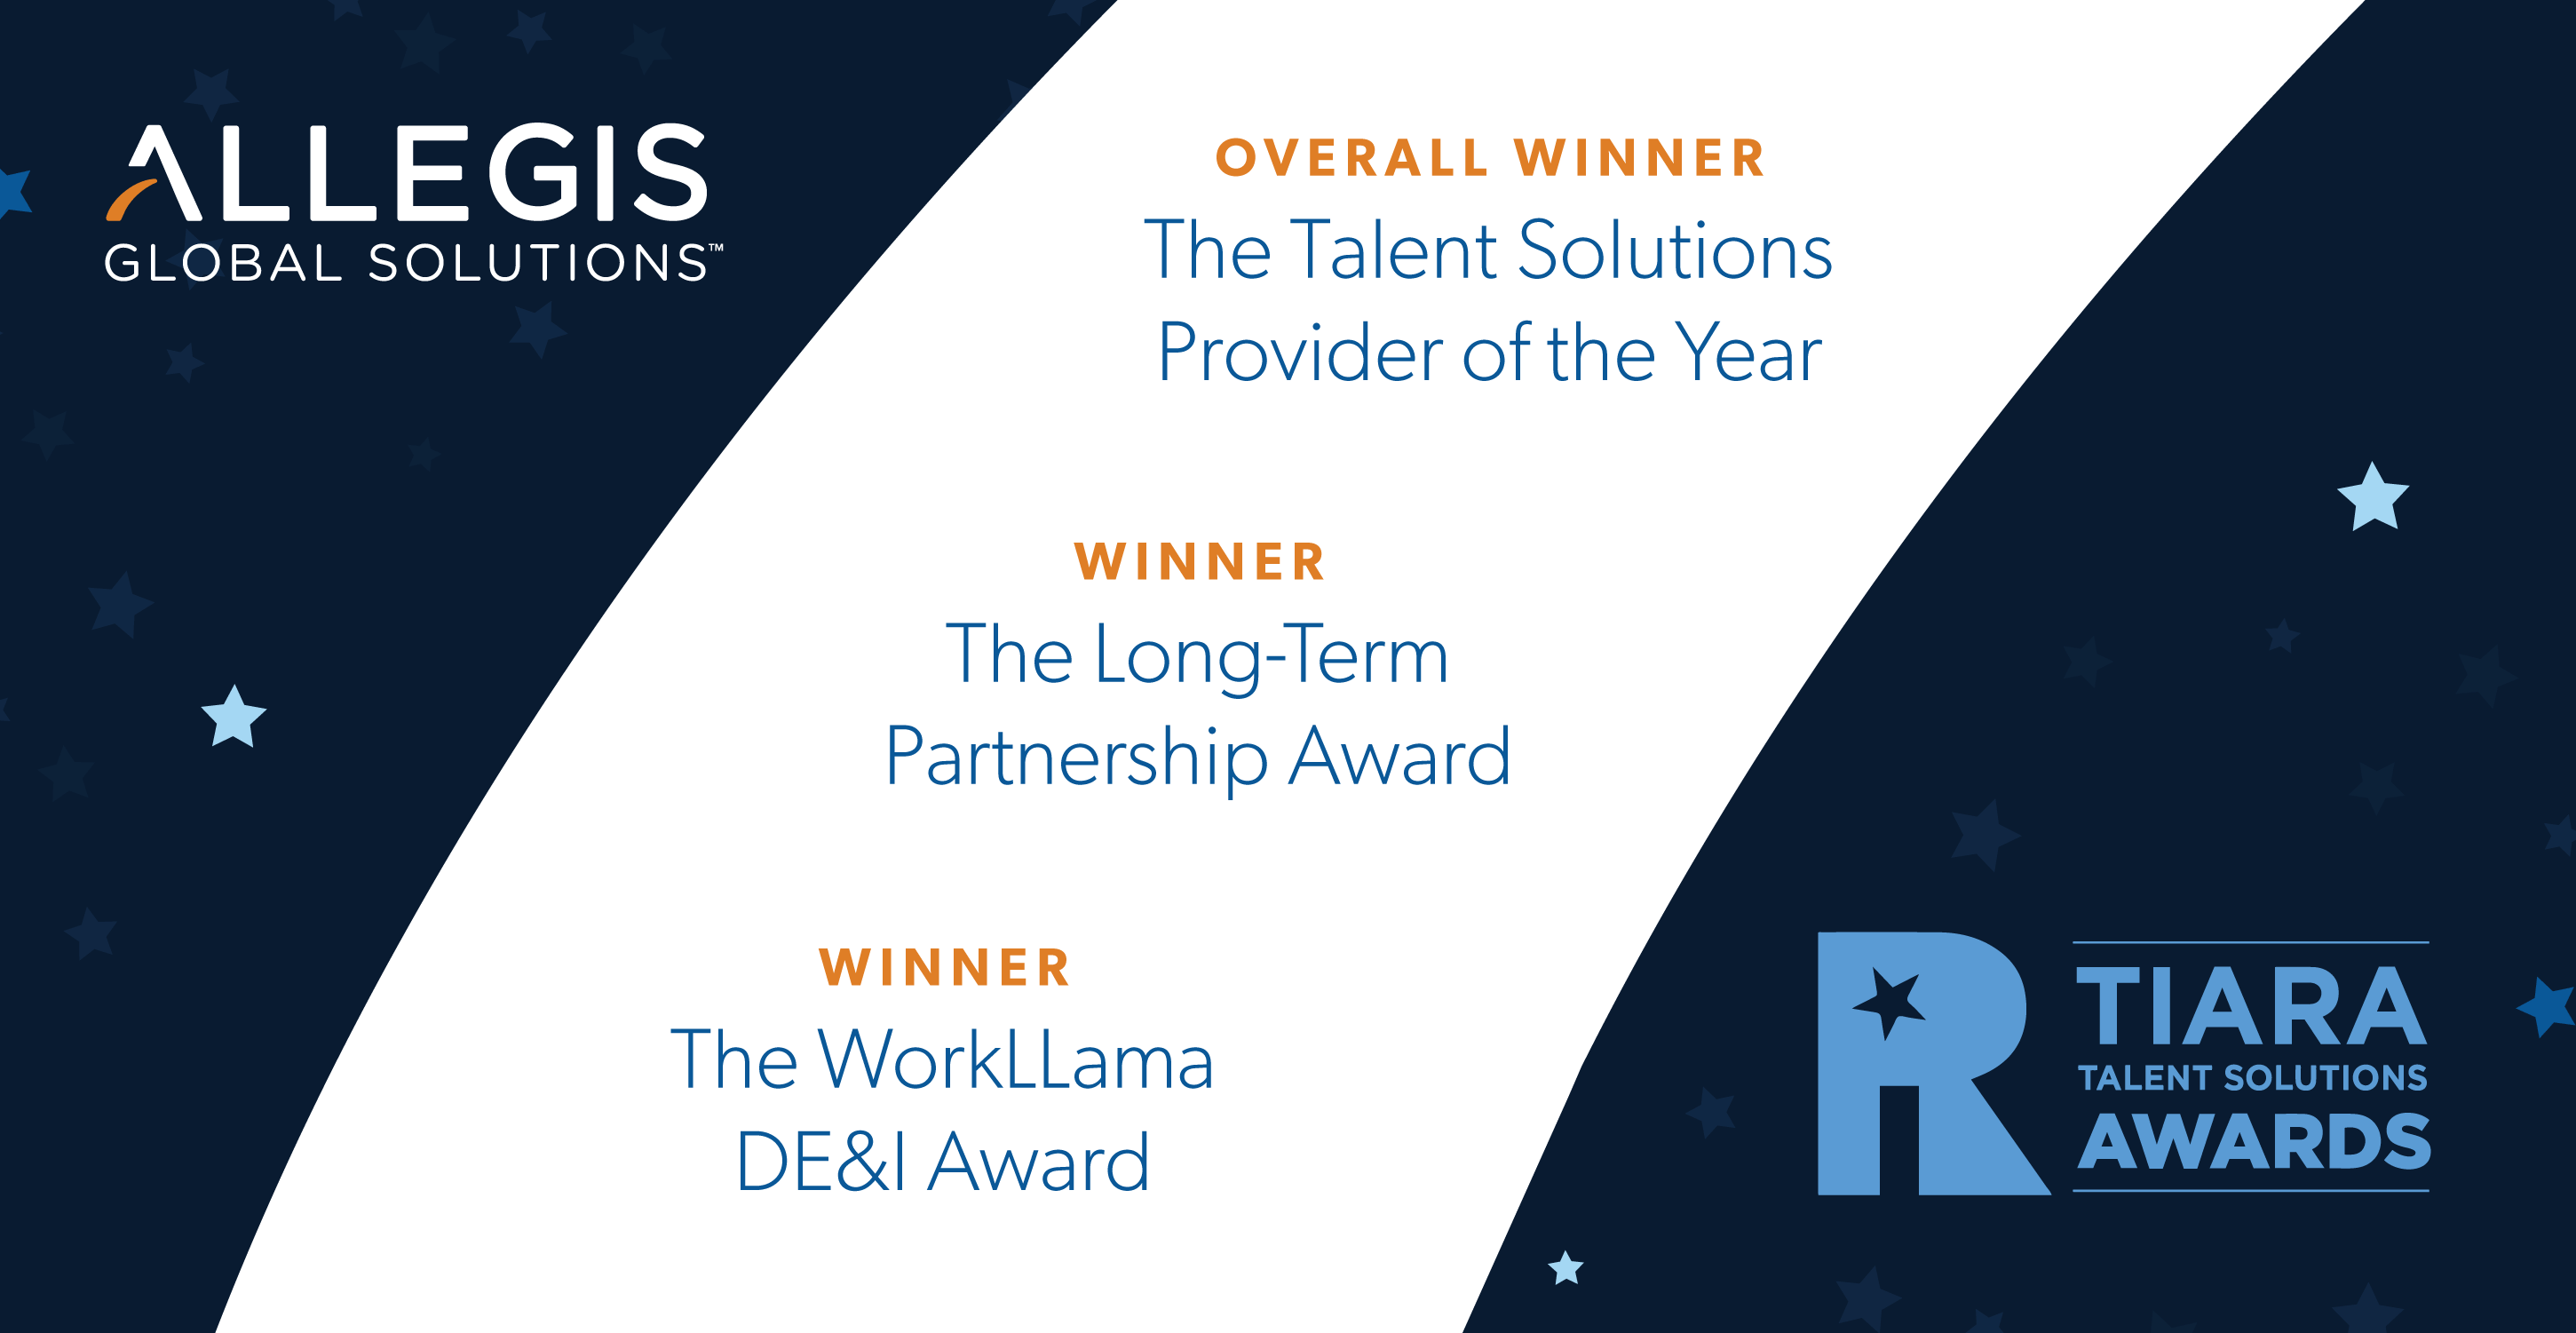 ALLEGIS
GLOBAL SOLUTIONS™
OVERALL WINNER
The Talent Solutions
Provider of the Year
WINNER
The Long-Term
Partnership Award
WINNER
The WorkLLama
DE&I Award
R
TIARA
TALENT SOLUTIONS
AWARDS